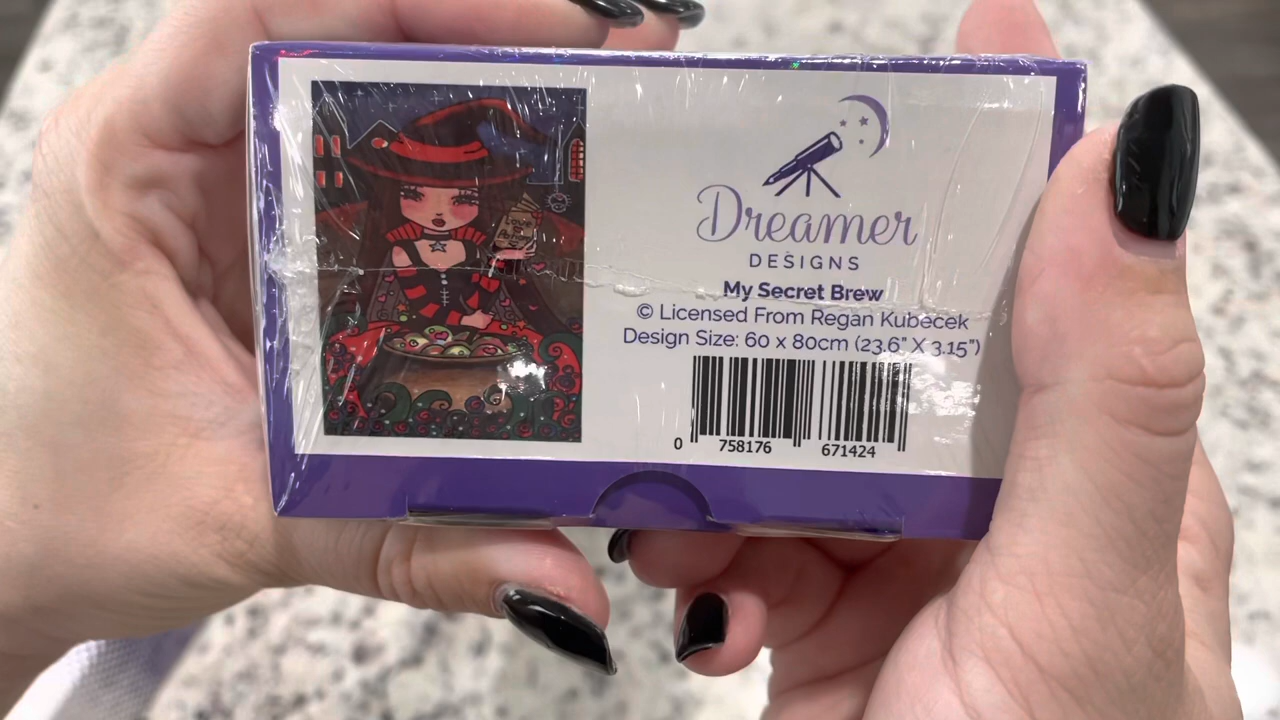 Dreamer
DESIGNS
My Secret Brew
© Licensed From Regan Kubecek
Design Size: 60 x 80cm (23.6" X 3.15")
0 758176 671424